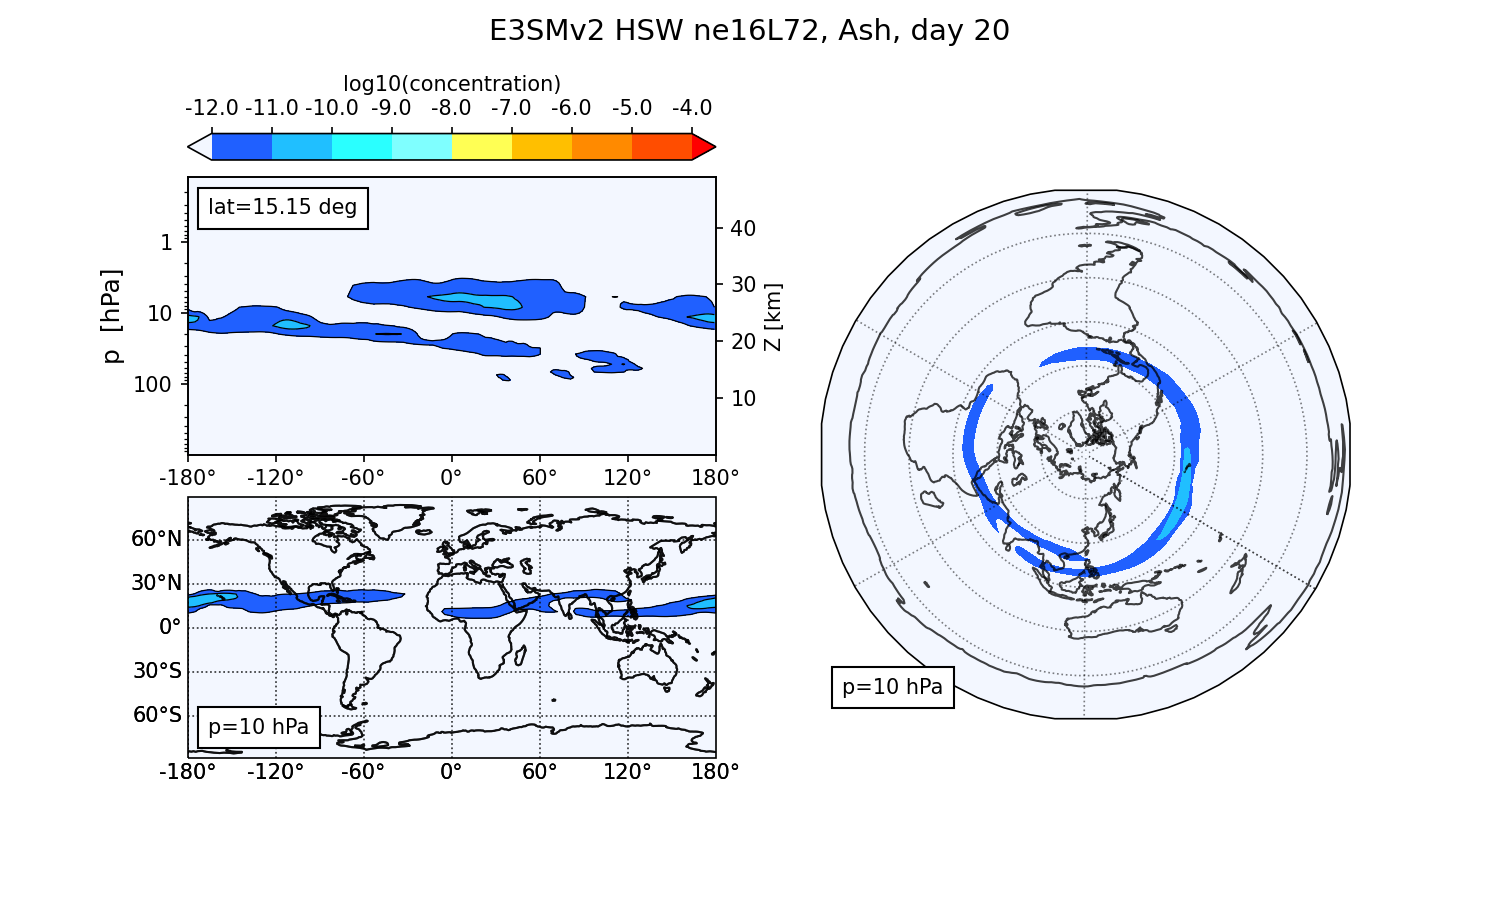 E3SMv2 HSW ne16L72, Ash, day 20
log10(concentration)
-12.0 -11.0 -10.0 -9.0 -8.0 -7.0 -6.0 -5.0 -4.0
lat=15.15 deg
p [hPa]
1
10
100
40
30
20
10
Z [km]
-180° -120° -60° 0° 60° 120° 180°
60°N
30°N
0°
30°S
60°S
p=10 hPa
-180° -120° -60° 0° 60° 120° 180°
p=10 hPa